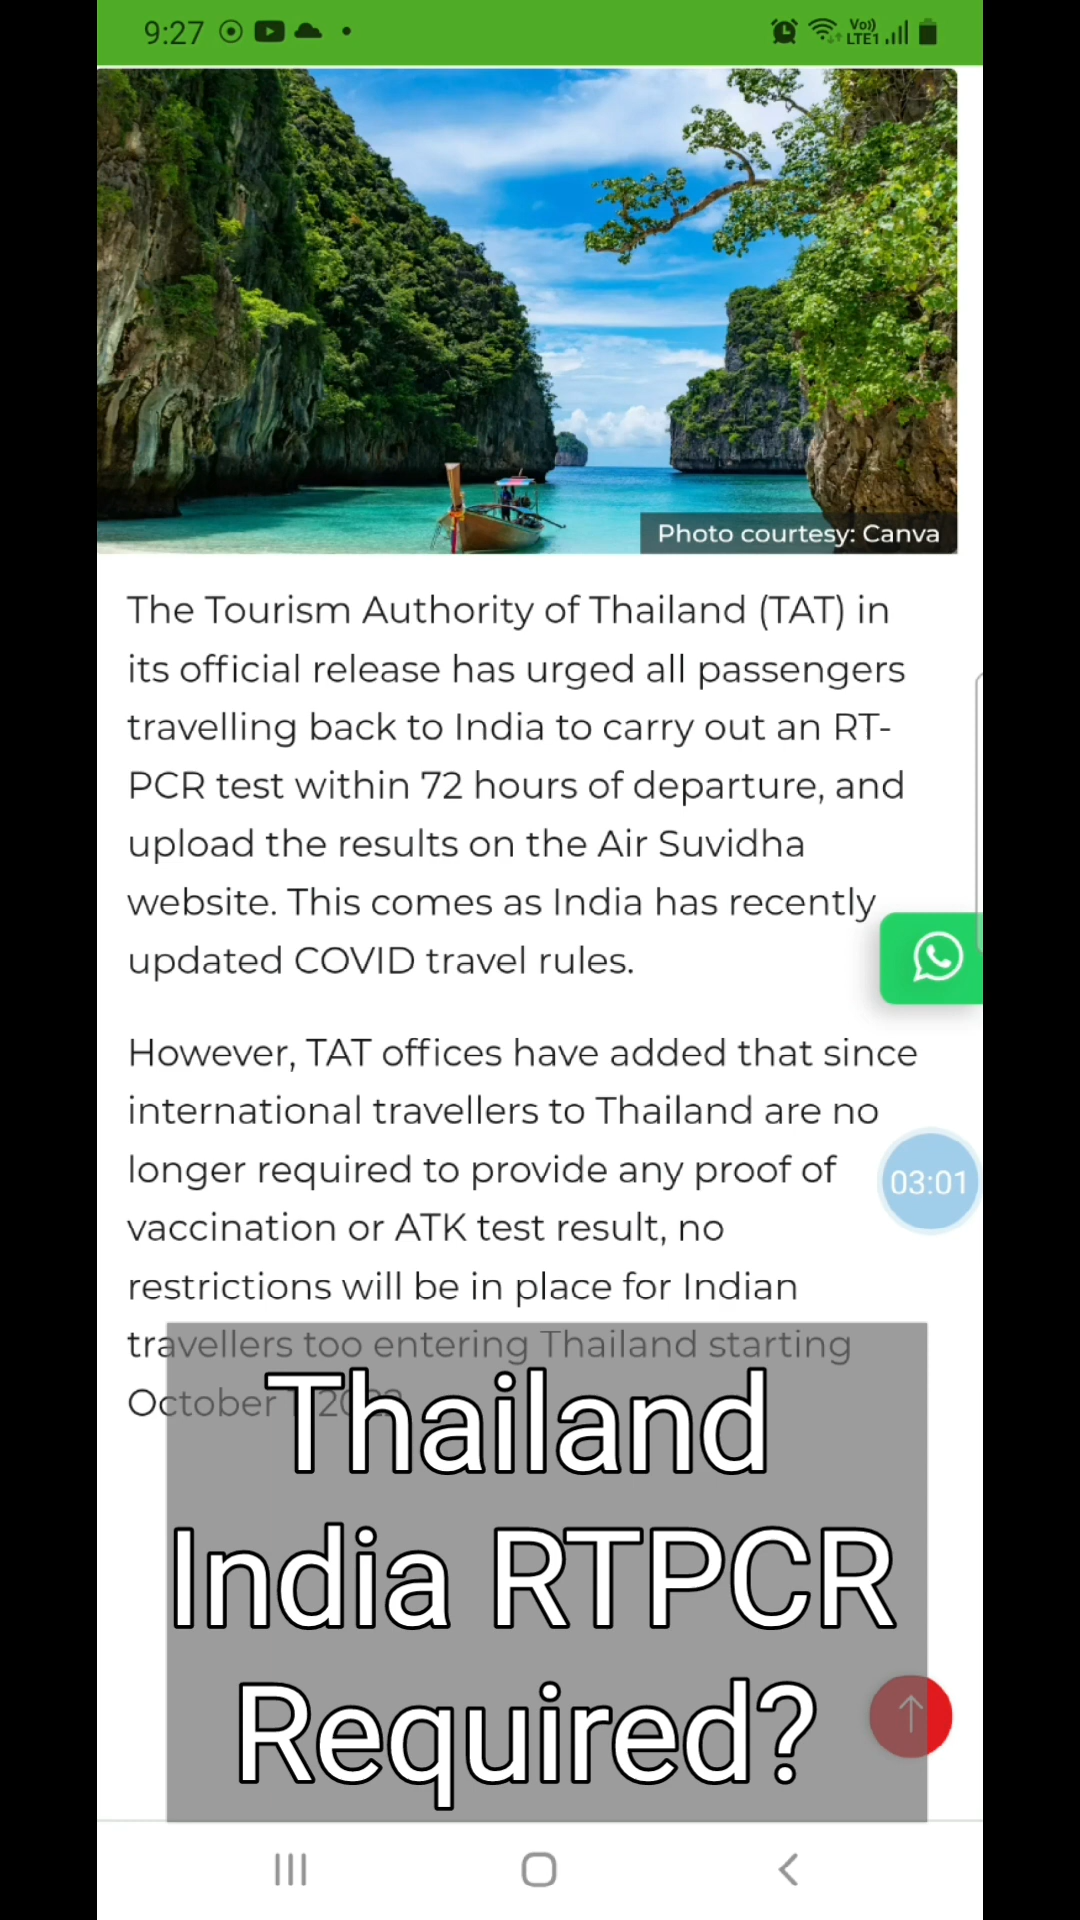 9:27
Vo))
LTE1
Photo courtesy: Canva
The Tourism Authority of Thailand (TAT) in
its official release has urged all passengers
travelling back to India to carry out an RT-
PCR test within 72 hours of departure, and
upload the results on the Air Suvidha
website. This comes as India has recently
updated COVID travel rules.
However, TAT offices have added that since
international travellers to Thailand are no
longer required to provide any proof of
03:01
vaccination or ATK test result, no
restrictions will be in place for Indian
travellers too entering Thailand starting
October
Thailand
India RTPCR
Required?